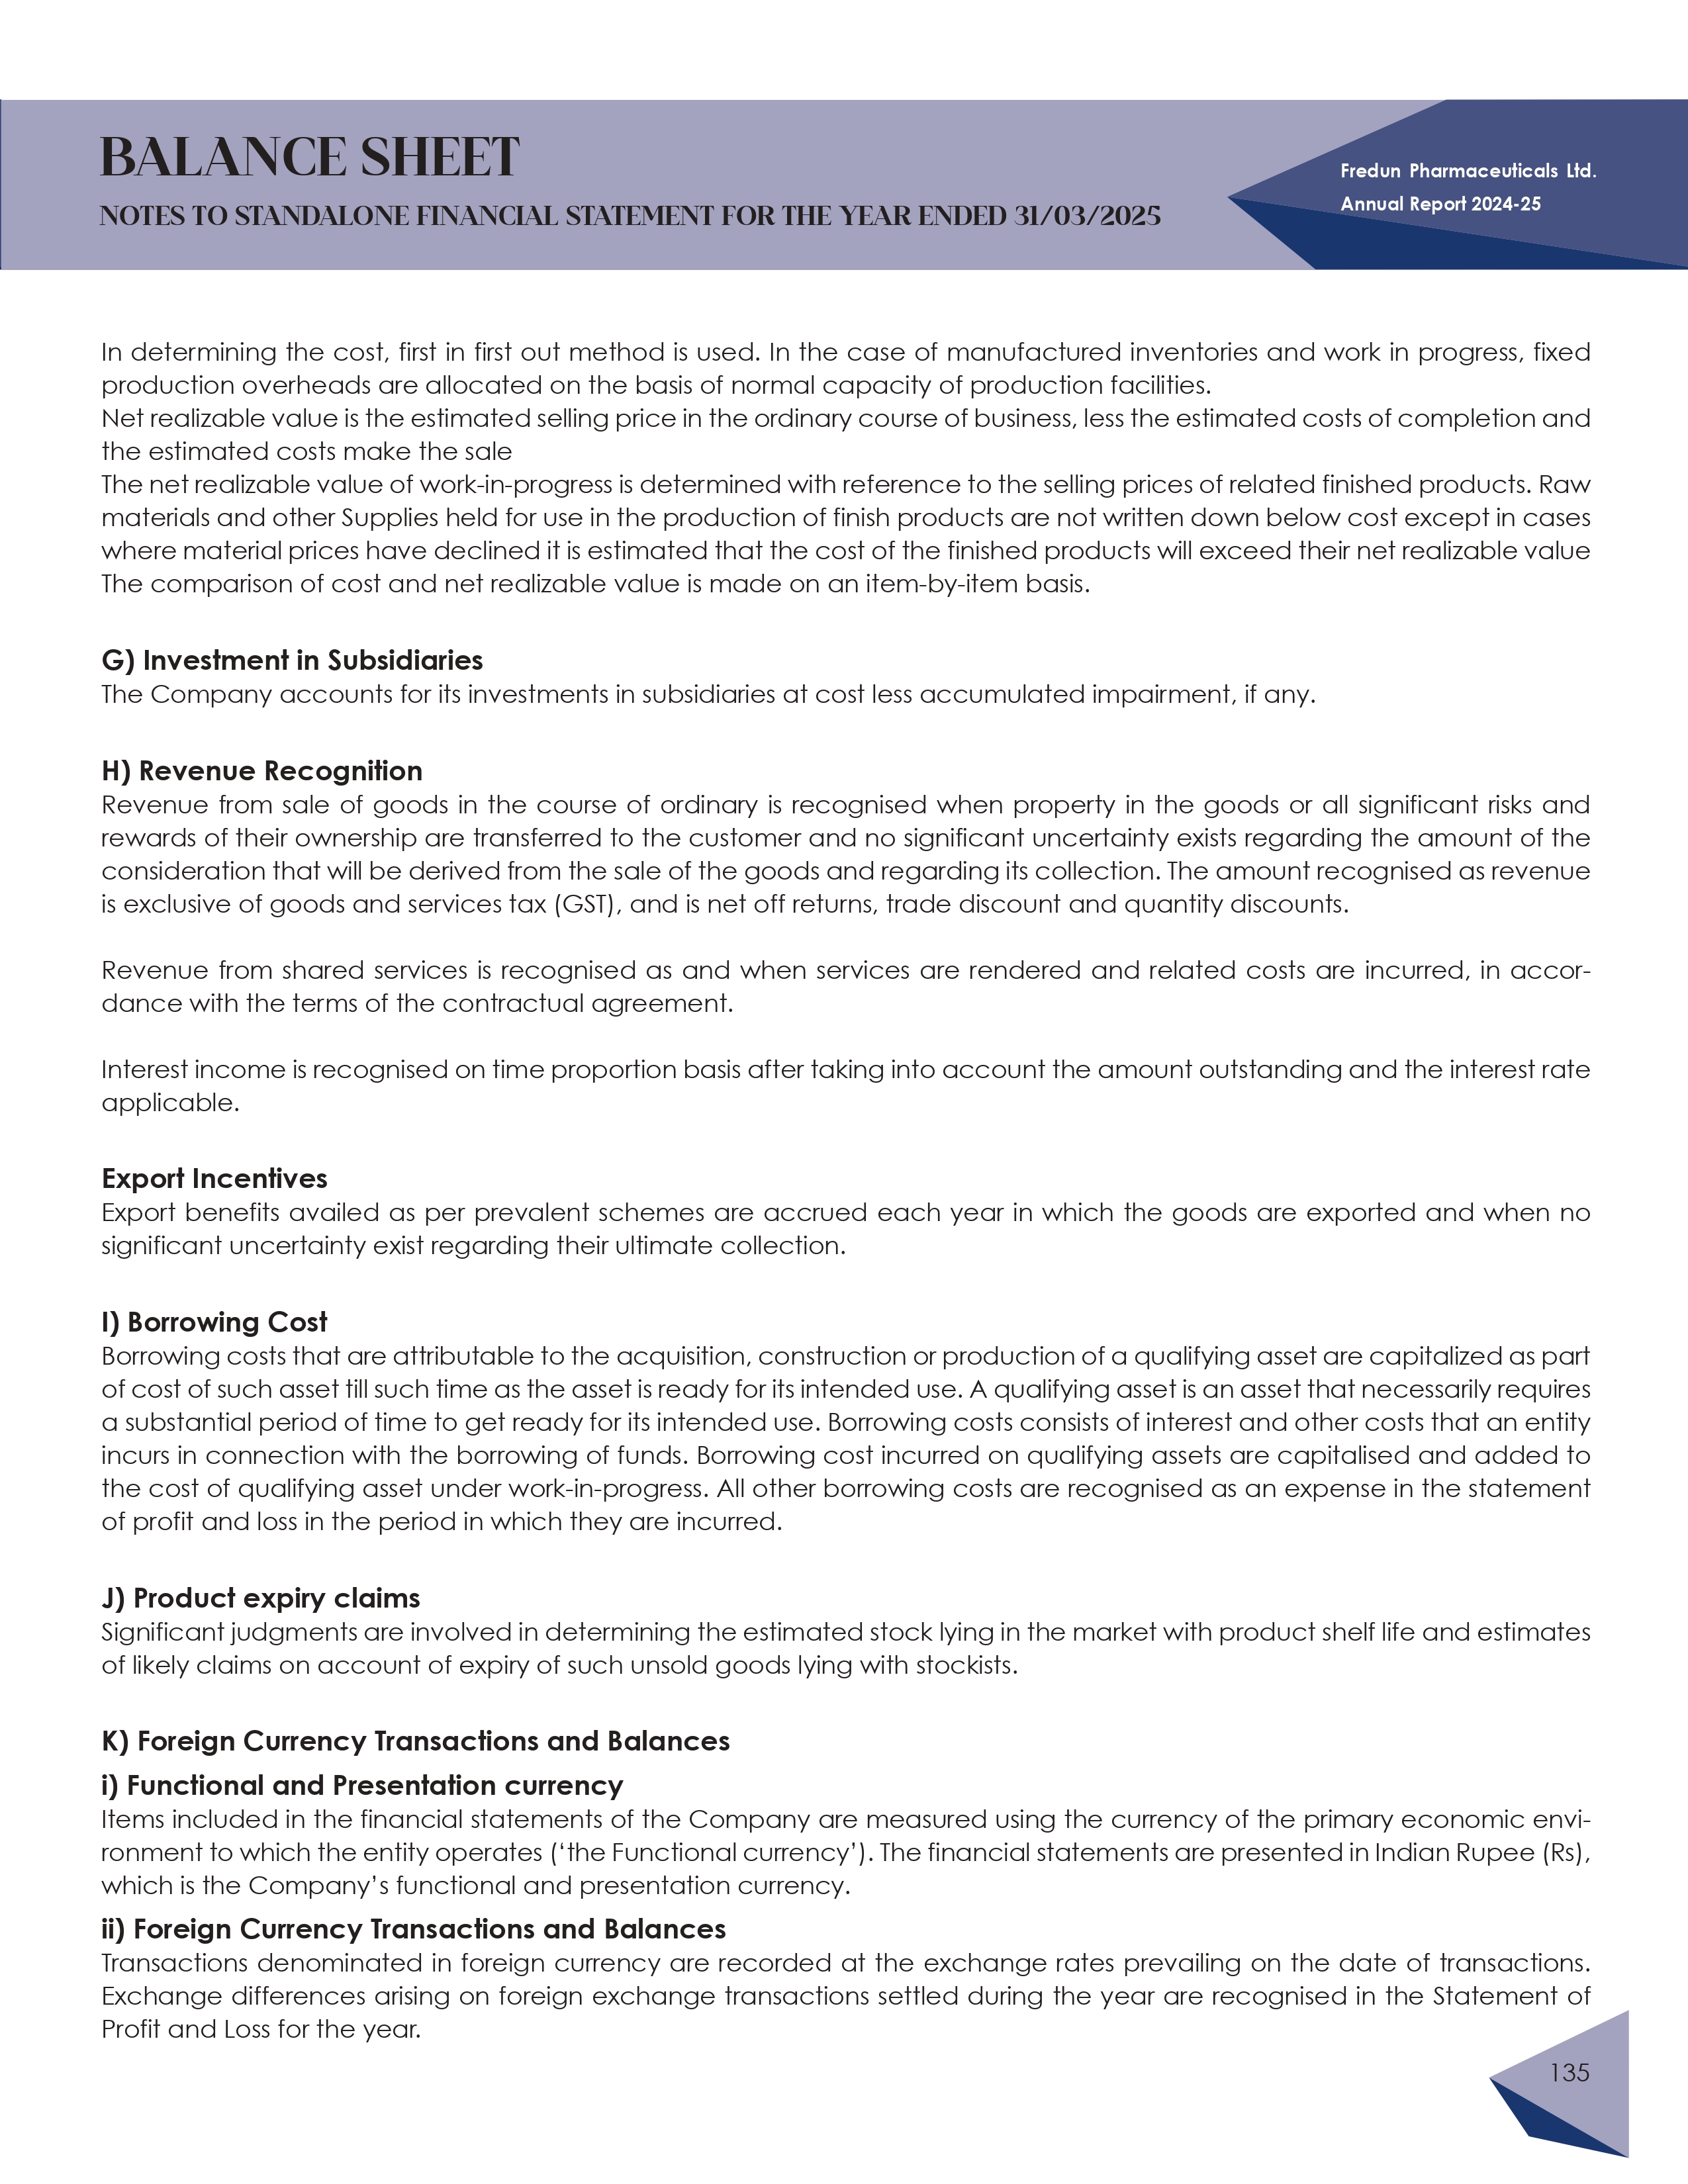 BALANCE SHEET
NOTES TO STANDALONE FINANCIAL STATEMENT FOR THE YEAR ENDED 31/03/2025
Fredun Pharmaceuticals Ltd.
Annual Report 2024-25
In determining the cost, first in first out method is used. In the case of manufactured inventories and work in progress, fixed
production overheads are allocated on the basis of normal capacity of production facilities.
Net realizable value is the estimated selling price in the ordinary course of business, less the estimated costs of completion and
the estimated costs make the sale
The net realizable value of work-in-progress is determined with reference to the selling prices of related finished products. Raw
materials and other Supplies held for use in the production of finish products are not written down below cost except in cases
where material prices have declined it is estimated that the cost of the finished products will exceed their net realizable value
The comparison of cost and net realizable value is made on an item-by-item basis.
G) Investment in Subsidiaries
The Company accounts for its investments in subsidiaries at cost less accumulated impairment, if any.
H) Revenue Recognition
Revenue from sale of goods in the course of ordinary is recognised when property in the goods or all significant risks and
rewards of their ownership are transferred to the customer and no significant uncertainty exists regarding the amount of the
consideration that will be derived from the sale of the goods and regarding its collection. The amount recognised as revenue
is exclusive of goods and services tax (GST), and is net off returns, trade discount and quantity discounts.
Revenue from shared services is recognised as and when services are rendered and related costs are incurred, in accor-
dance with the terms of the contractual agreement.
Interest income is recognised on time proportion basis after taking into account the amount outstanding and the interest rate
applicable.
Export Incentives
Export benefits availed as per prevalent schemes are accrued each year in which the goods are exported and when no
significant uncertainty exist regarding their ultimate collection.
I) Borrowing Cost
Borrowing costs that are attributable to the acquisition, construction or production of a qualifying asset are capitalized as part
of cost of such asset till such time as the asset is ready for its intended use. A qualifying asset is an asset that necessarily requires
a substantial period of time to get ready for its intended use. Borrowing costs consists of interest and other costs that an entity
incurs in connection with the borrowing of funds. Borrowing cost incurred on qualifying assets are capitalised and added to
the cost of qualifying asset under work-in-progress. All other borrowing costs are recognised as an expense in the statement
of profit and loss in the period in which they are incurred.
J) Product expiry claims
Significant judgments are involved in determining the estimated stock lying in the market with product shelf life and estimates
of likely claims on account of expiry of such unsold goods lying with stockists.
K) Foreign Currency Transactions and Balances
i) Functional and Presentation currency
Items included in the financial statements of the Company are measured using the currency of the primary economic envi-
ronment to which the entity operates (‘the Functional currency’). The financial statements are presented in Indian Rupee (Rs),
which is the Company’s functional and presentation currency.
ii) Foreign Currency Transactions and Balances
Transactions denominated in foreign currency are recorded at the exchange rates prevailing on the date of transactions.
Exchange differences arising on foreign exchange transactions settled during the year are recognised in the Statement of
Profit and Loss for the year.
135